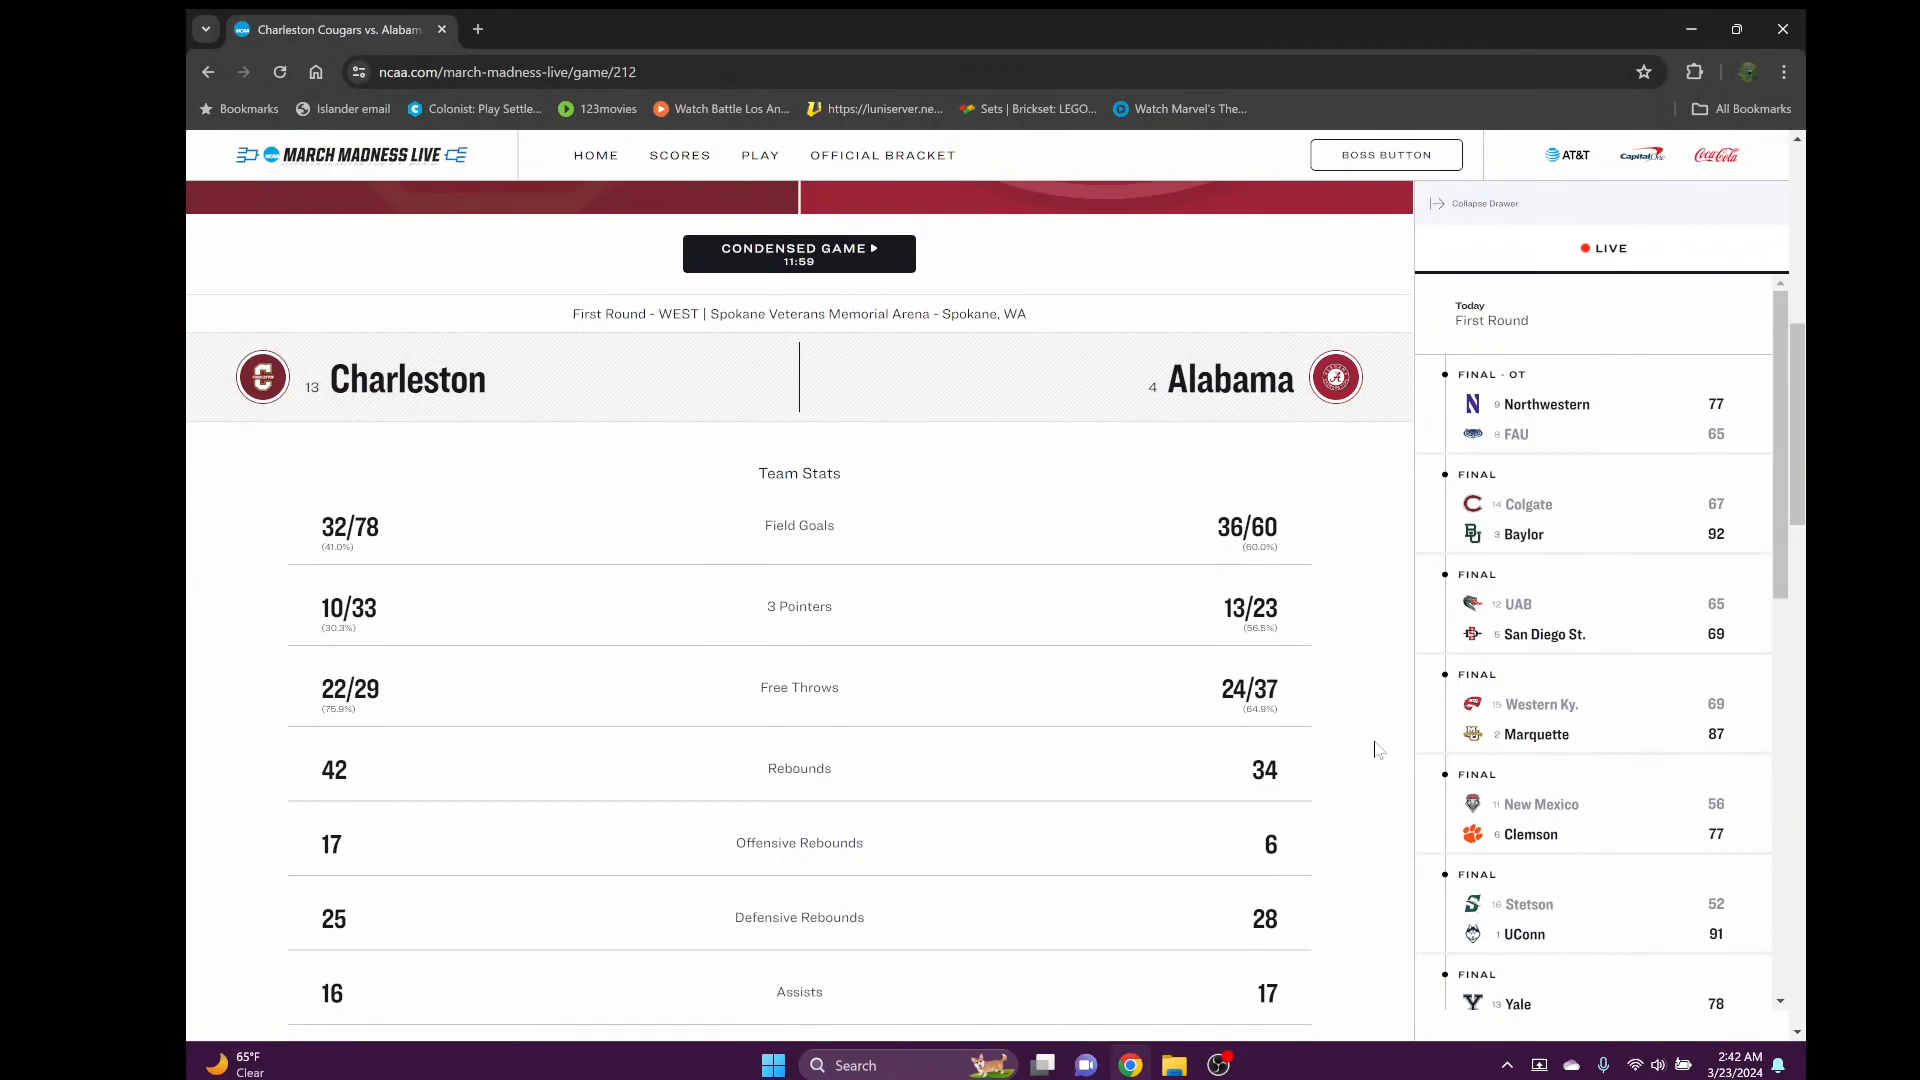 Charleston Cougars vs. Alabam
ncaa.com/march-madness-live/game/212
Bookmarks Islander email Colonist: Play Settle... 123movies Watch Battle Los An... https://luniserver.ne... Sets | Brickset: LEGO... Watch Marvel's The... All Bookmarks
MARCH MADNESS LIVE HOME SCORES PLAY OFFICIAL BRACKET BOSS BUTTON AT&T Capital One Coca-Cola
CONDENSED GAME
11:59
First Round - WEST | Spokane Veterans Memorial Arena - Spokane, WA
13 Charleston 4 Alabama
Team Stats
32/78 Field Goals 36/60
(41.0%) (60.0%)
10/33 3 Pointers 13/23
(30.3%) (56.5%)
22/29 Free Throws 24/37
(75.9%) (64.9%)
42 Rebounds 34
17 Offensive Rebounds 6
25 Defensive Rebounds 28
16 Assists 17
Collapse Drawer
LIVE
Today
First Round
FINAL - OT
9 Northwestern 77
8 FAU 65
FINAL
14 Colgate 67
3 Baylor 92
FINAL
12 UAB 65
5 San Diego St. 69
FINAL
15 Western Ky. 69
2 Marquette 87
FINAL
11 New Mexico 56
6 Clemson 77
FINAL
16 Stetson 52
1 UConn 91
FINAL
13 Yale 78
65°F
Clear
Search
2:42 AM
3/23/2024